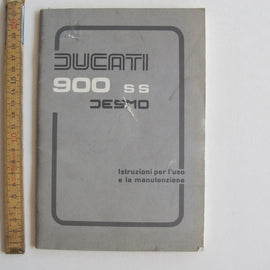 DUCATI
900 SS
DESMO
Istruzioni per l'uso
e la manutenzione